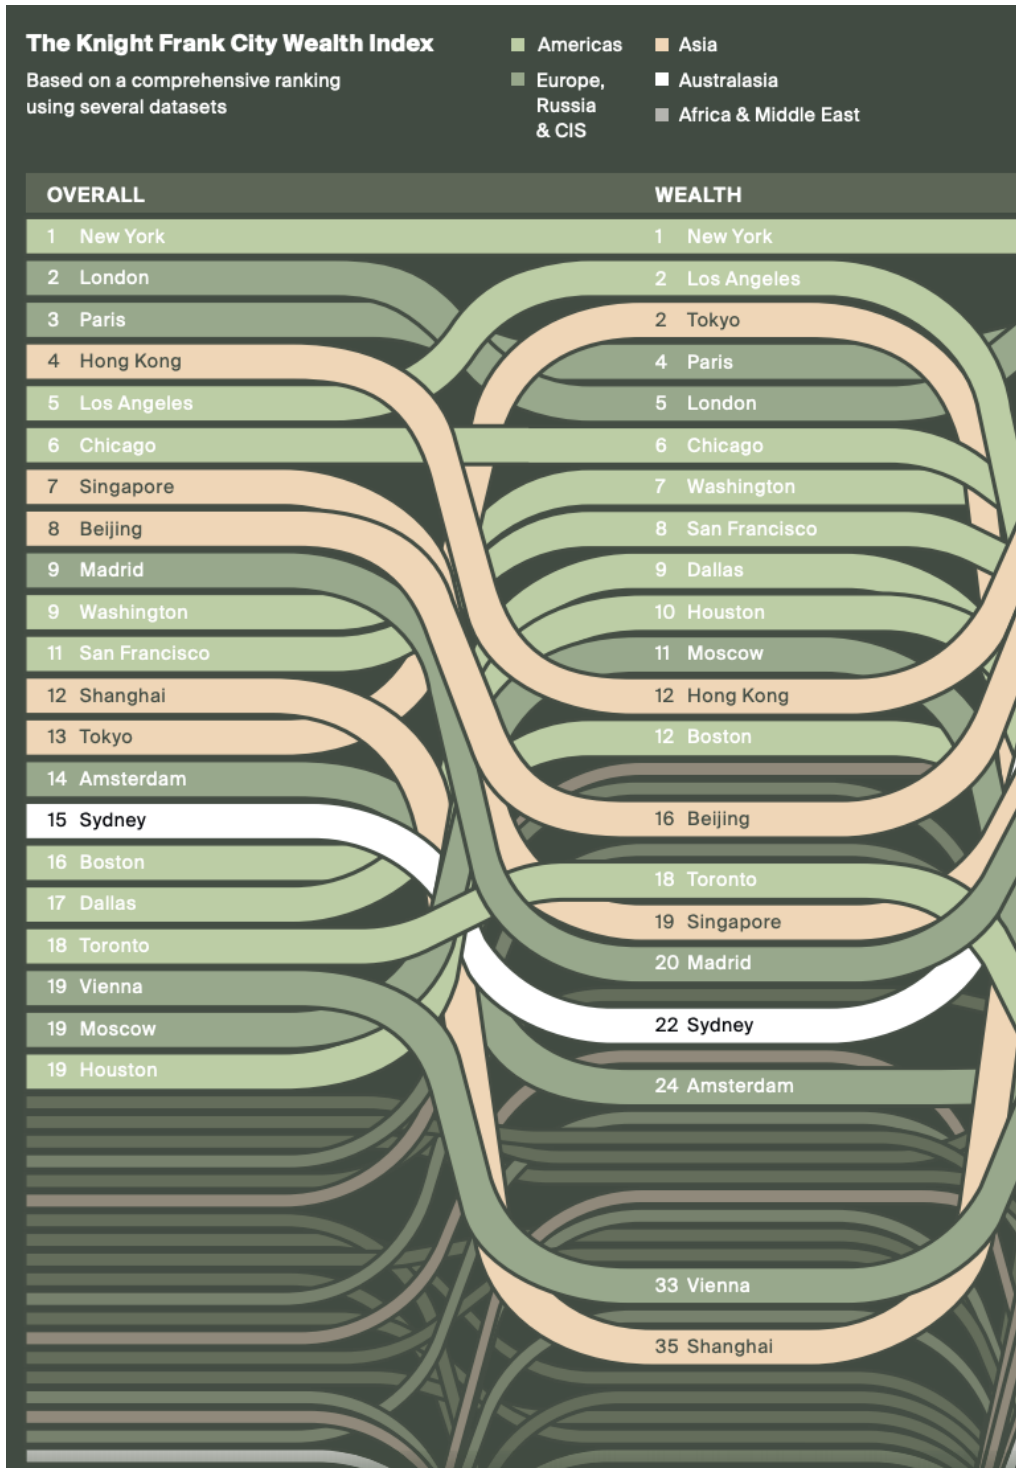 The Knight Frank City Wealth Index
Based on a comprehensive ranking
using several datasets
Americas
Europe,
Russia
& CIS
Asia
Australasia
Africa & Middle East
OVERALL
1 New York
2 London
3 Paris
4 Hong Kong
5 Los Angeles
6 Chicago
7 Singapore
8 Beijing
9 Madrid
9 Washington
11 San Francisco
12 Shanghai
13 Tokyo
14 Amsterdam
15 Sydney
16 Boston
17 Dallas
18 Toronto
19 Vienna
19 Moscow
19 Houston
WEALTH
1 New York
2 Los Angeles
2 Tokyo
4 Paris
5 London
6 Chicago
7 Washington
8 San Francisco
9 Dallas
10 Houston
11 Moscow
12 Hong Kong
12 Boston
16 Beijing
18 Toronto
19 Singapore
20 Madrid
22 Sydney
24 Amsterdam
33 Vienna
35 Shanghai